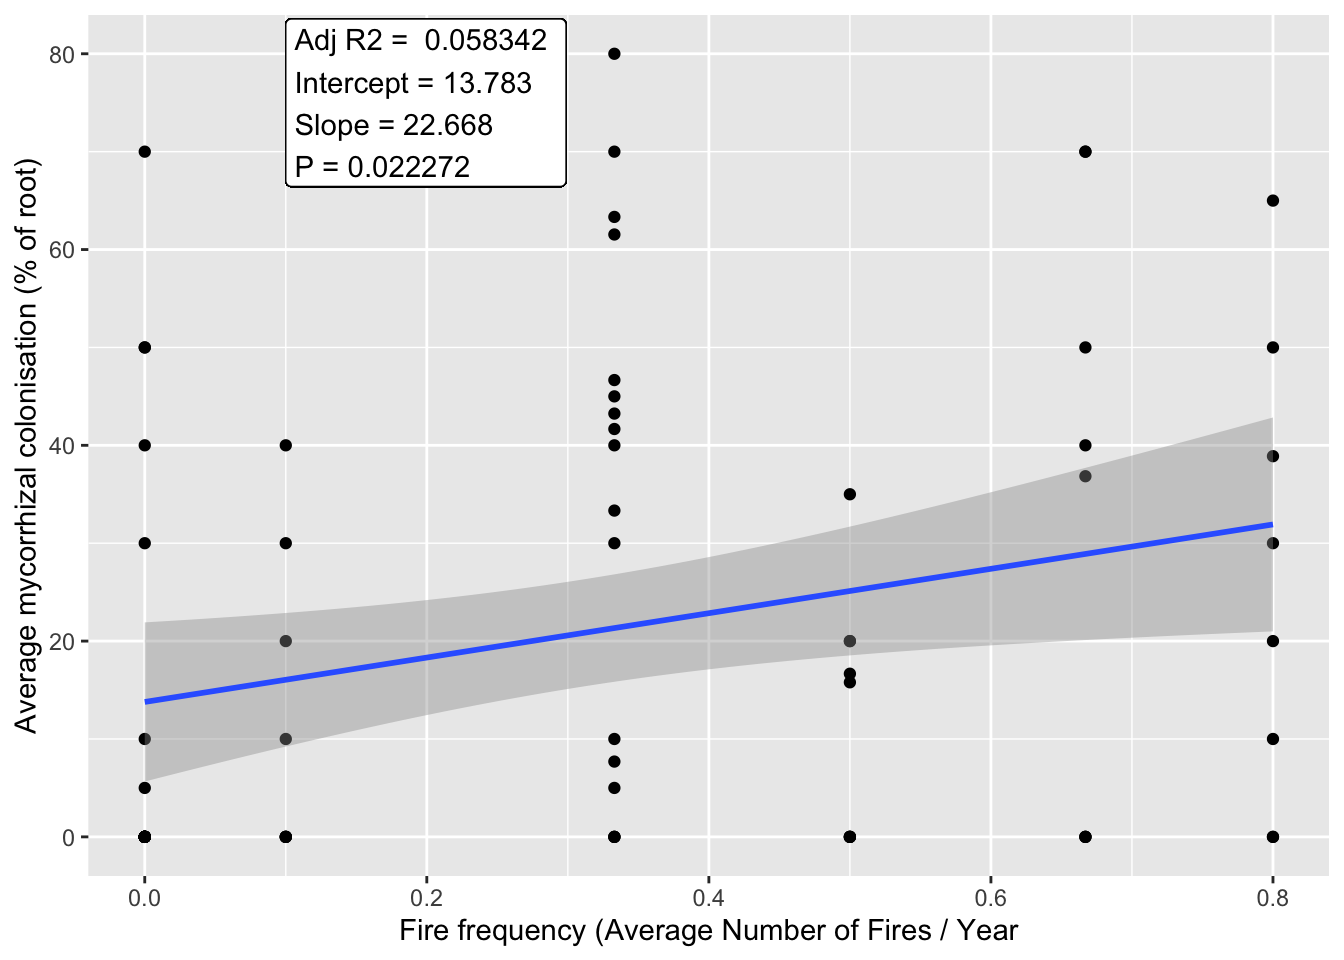 Adj R2 =  0.058342
Intercept = 13.783
Slope = 22.668
P = 0.022272
Average mycorrhizal colonisation (% of root)
80
60
40
20
0
0.0 0.2 0.4 0.6 0.8
Fire frequency (Average Number of Fires / Year